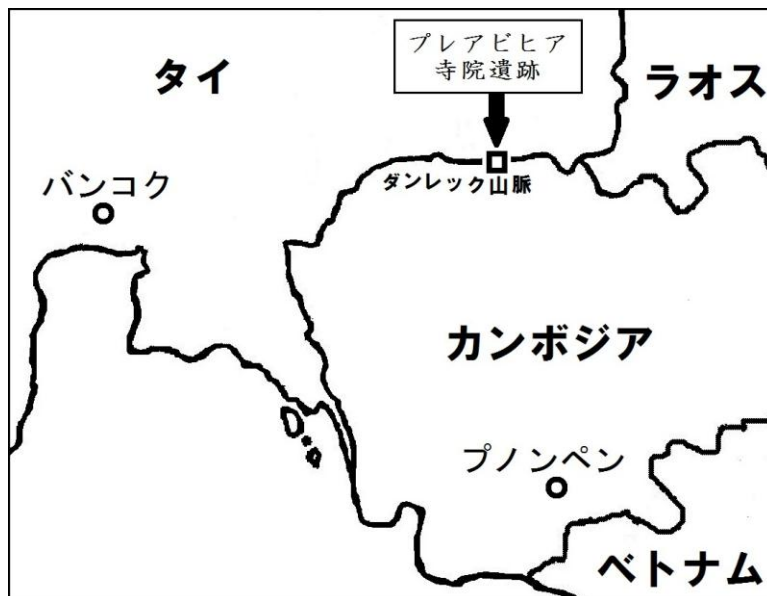 プレアビヒア
寺院遺跡
タイ
ラオス
バンコク
ダンレック山脈
カンボジア
プノンペン
ベトナム